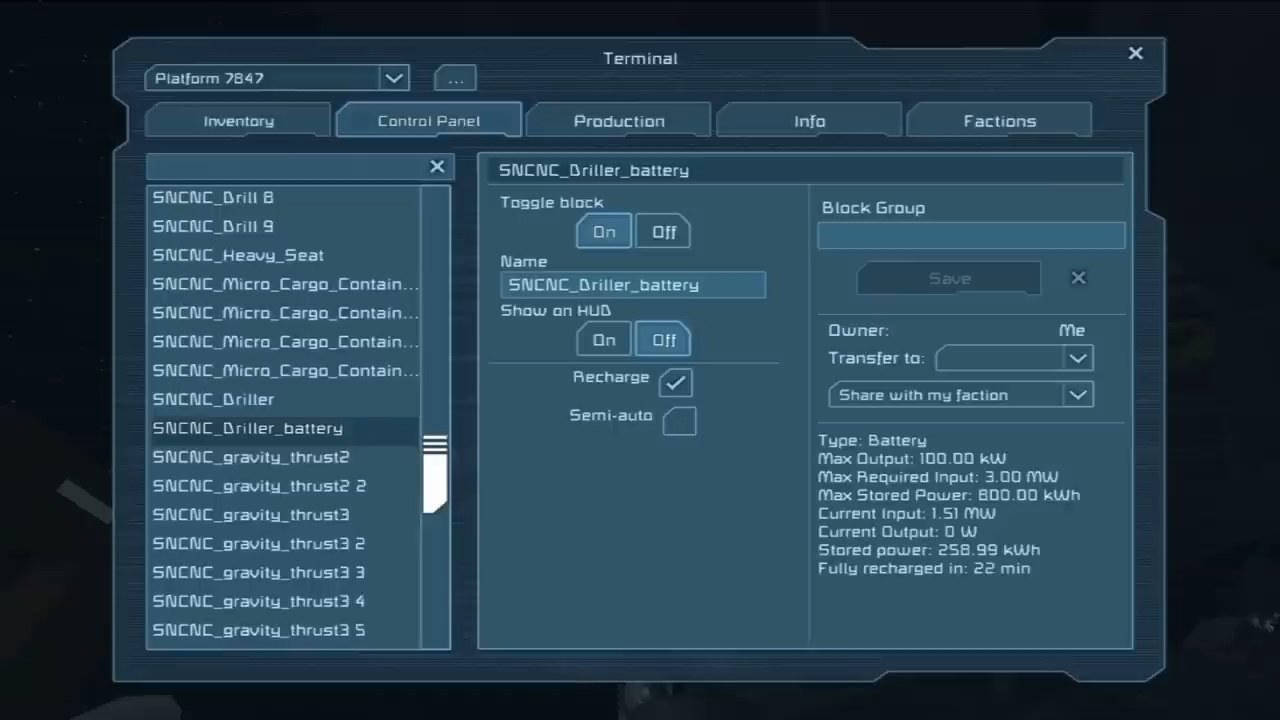 Terminal
Platform 7847
...
Inventory
Control Panel
Production
Info
Factions
SNCNC_Drill 8
SNCNC_Drill 9
SNCNC_Heavy_Seat
SNCNC_Micro_Cargo_Contain...
SNCNC_Micro_Cargo_Contain...
SNCNC_Micro_Cargo_Contain...
SNCNC_Micro_Cargo_Contain...
SNCNC_Driller
SNCNC_Driller_battery
SNCNC_gravity_thrust2
SNCNC_gravity_thrust2 2
SNCNC_gravity_thrust3
SNCNC_gravity_thrust3 2
SNCNC_gravity_thrust3 3
SNCNC_gravity_thrust3 4
SNCNC_gravity_thrust3 5
SNCNC_Driller_battery
Toggle block
On Off
Name
SNCNC_Driller_battery
Show on HUD
On Off
Recharge
Semi-auto
Block Group
Save
Owner: Me
Transfer to:
Share with my faction
Type: Battery
Max Output: 100.00 kW
Max Required Input: 3.00 MW
Max Stored Power: 800.00 kWh
Current Input: 1.51 MW
Current Output: 0 W
Stored power: 258.99 kWh
Fully recharged in: 22 min